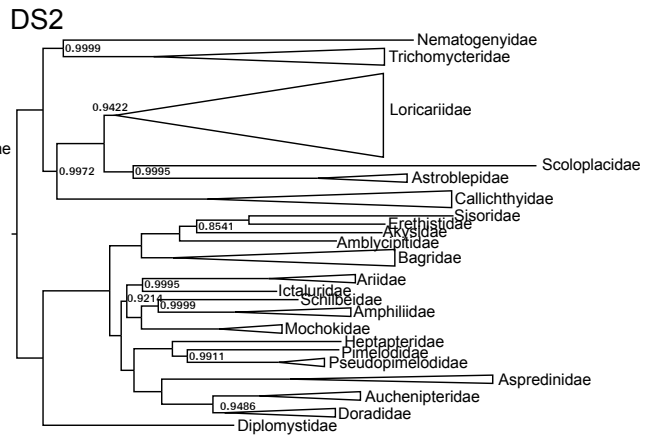 DS2
Nematogenyidae
0.9999
Trichomycteridae
0.9422
Loricariidae
ae
Scoloplacidae
0.9972
0.9995
Astroblepidae
Callichthyidae
Sisoridae
0.8541
Erethistidae
Akysidae
Amblycipitidae
Bagridae
Ariidae
0.9995
Ictaluridae
0.9214
Schilbeidae
0.9999
Amphiliidae
Mochokidae
Heptapteridae
Pimelodidae
0.9911
Pseudopimelodidae
Aspredinidae
Auchenipteridae
0.9486
Doradidae
Diplomystidae